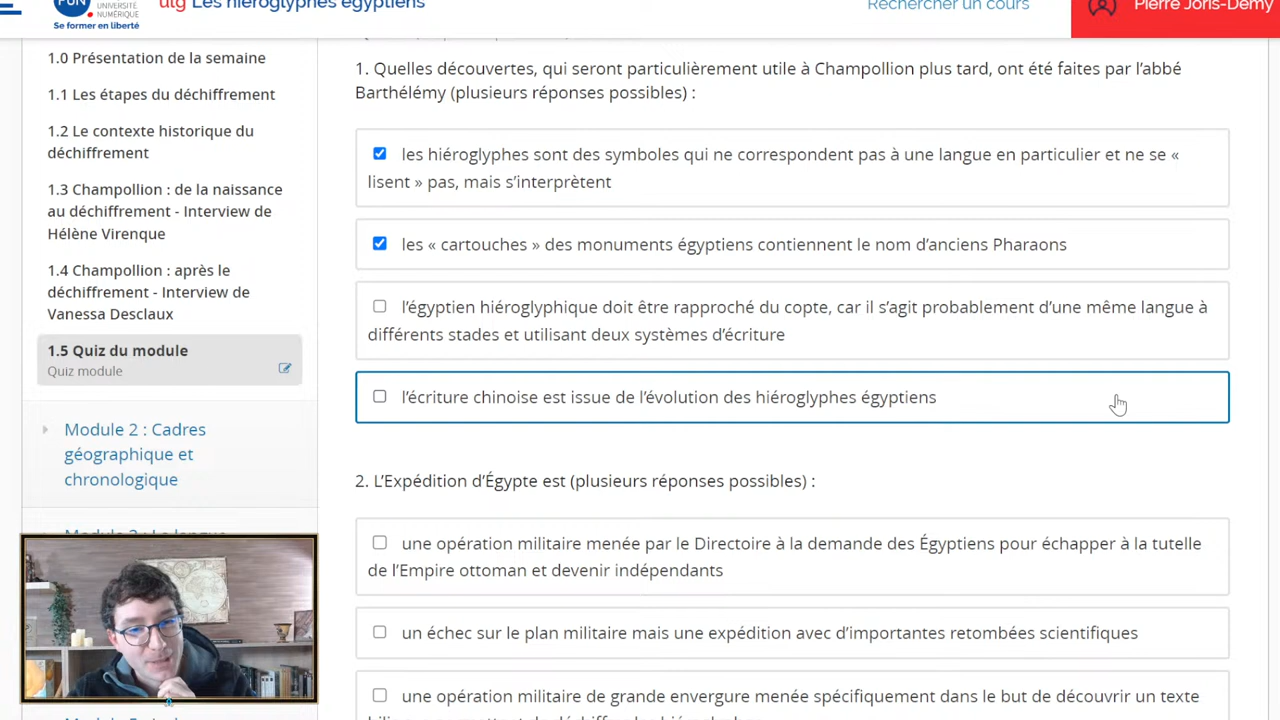 FUN
UNIVERSITÉ
NUMÉRIQUE
Se former en liberté
ulg Les hiéroglyphes égyptiens
Rechercher un cours
Pierre Joris-Demy
1.0 Présentation de la semaine
1.1 Les étapes du déchiffrement
1.2 Le contexte historique du
déchiffrement
1.3 Champollion : de la naissance
au déchiffrement - Interview de
Hélène Virenque
1.4 Champollion : après le
déchiffrement - Interview de
Vanessa Desclaux
1.5 Quiz du module
Quiz module
Module 2 : Cadres
géographique et
chronologique
1. Quelles découvertes, qui seront particulièrement utile à Champollion plus tard, ont été faites par l’abbé
Barthélémy (plusieurs réponses possibles) :
les hiéroglyphes sont des symboles qui ne correspondent pas à une langue en particulier et ne se «
lisent » pas, mais s’interprètent
les « cartouches » des monuments égyptiens contiennent le nom d’anciens Pharaons
l’égyptien hiéroglyphique doit être rapproché du copte, car il s’agit probablement d’une même langue à
différents stades et utilisant deux systèmes d’écriture
l’écriture chinoise est issue de l’évolution des hiéroglyphes égyptiens
2. L’Expédition d’Égypte est (plusieurs réponses possibles) :
une opération militaire menée par le Directoire à la demande des Égyptiens pour échapper à la tutelle
de l’Empire ottoman et devenir indépendants
un échec sur le plan militaire mais une expédition avec d’importantes retombées scientifiques
une opération militaire de grande envergure menée spécifiquement dans le but de découvrir un texte